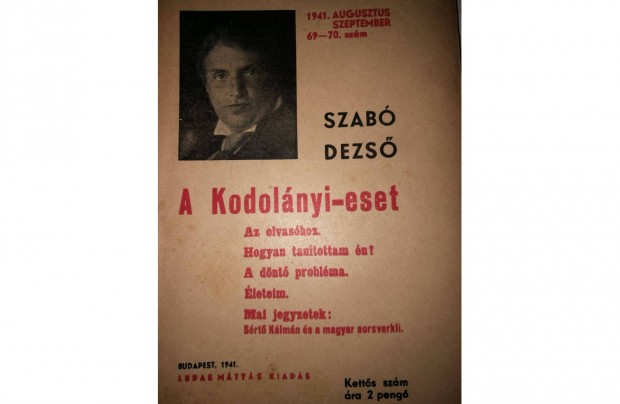 1941. AUGUSZTUS
SZEPTEMBER
69—70. szám
SZABÓ
DEZSŐ
A Kodolányi-eset
Az olvasóhoz.
Hogyan tanítottam én?
A döntő probléma.
Életeim.
Mai jegyzetek:
Sértő Kálmán és a magyar sorsverkli.
BUDAPEST, 1941.
LUDAS MÁTYÁS KIADÁS
Kettős szám
ára 2 pengő